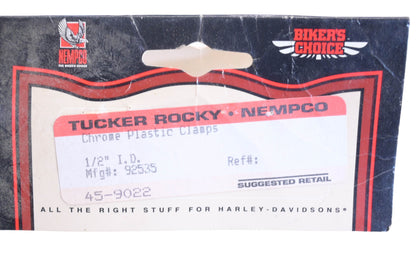 NEMPCO
BIKER'S
CHOICE
TUCKER ROCKY • NEMPCO
Chrome Plastic Clamps
1/2" I.D.
Mfg#: 92535 Ref#:
45-9022
SUGGESTED RETAIL
ALL THE RIGHT STUFF FOR HARLEY-DAVIDSONS®